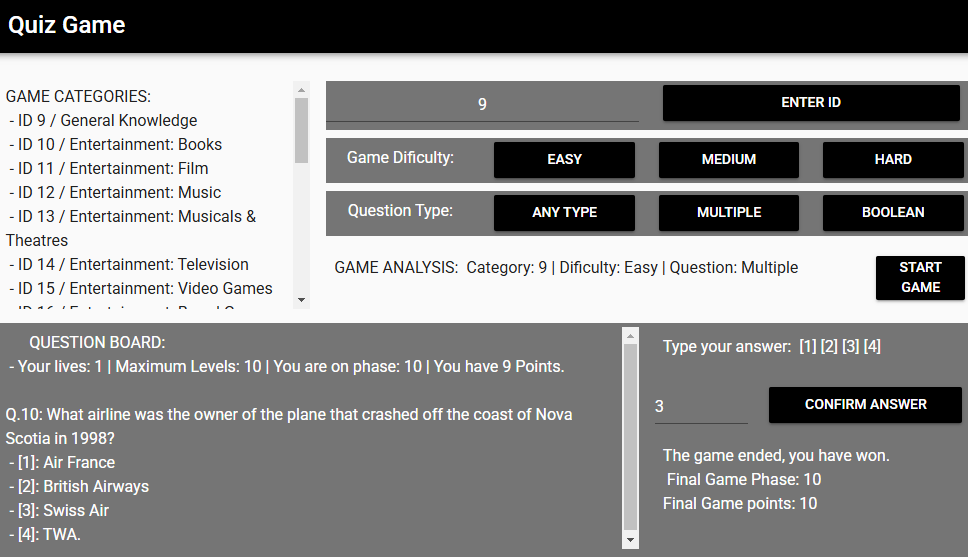 Quiz Game
GAME CATEGORIES:
- ID 9 / General Knowledge
- ID 10 / Entertainment: Books
- ID 11 / Entertainment: Film
- ID 12 / Entertainment: Music
- ID 13 / Entertainment: Musicals &
Theatres
- ID 14 / Entertainment: Television
- ID 15 / Entertainment: Video Games
9
ENTER ID
Game Dificulty:
EASY
MEDIUM
HARD
Question Type:
ANY TYPE
MULTIPLE
BOOLEAN
GAME ANALYSIS: Category: 9 | Dificulty: Easy | Question: Multiple
START
GAME
QUESTION BOARD:
- Your lives: 1 | Maximum Levels: 10 | You are on phase: 10 | You have 9 Points.
Q.10: What airline was the owner of the plane that crashed off the coast of Nova
Scotia in 1998?
- [1]: Air France
- [2]: British Airways
- [3]: Swiss Air
- [4]: TWA.
Type your answer: [1] [2] [3] [4]
3
CONFIRM ANSWER
The game ended, you have won.
Final Game Phase: 10
Final Game points: 10